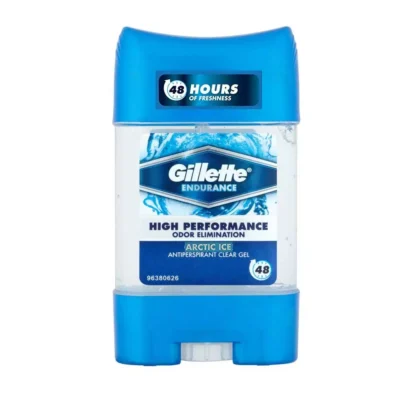 48 HOURS
OF FRESHNESS
Gillette
ENDURANCE
HIGH PERFORMANCE
ODOR ELIMINATION
ARCTIC ICE
ANTIPERSPIRANT CLEAR GEL
48
96380626